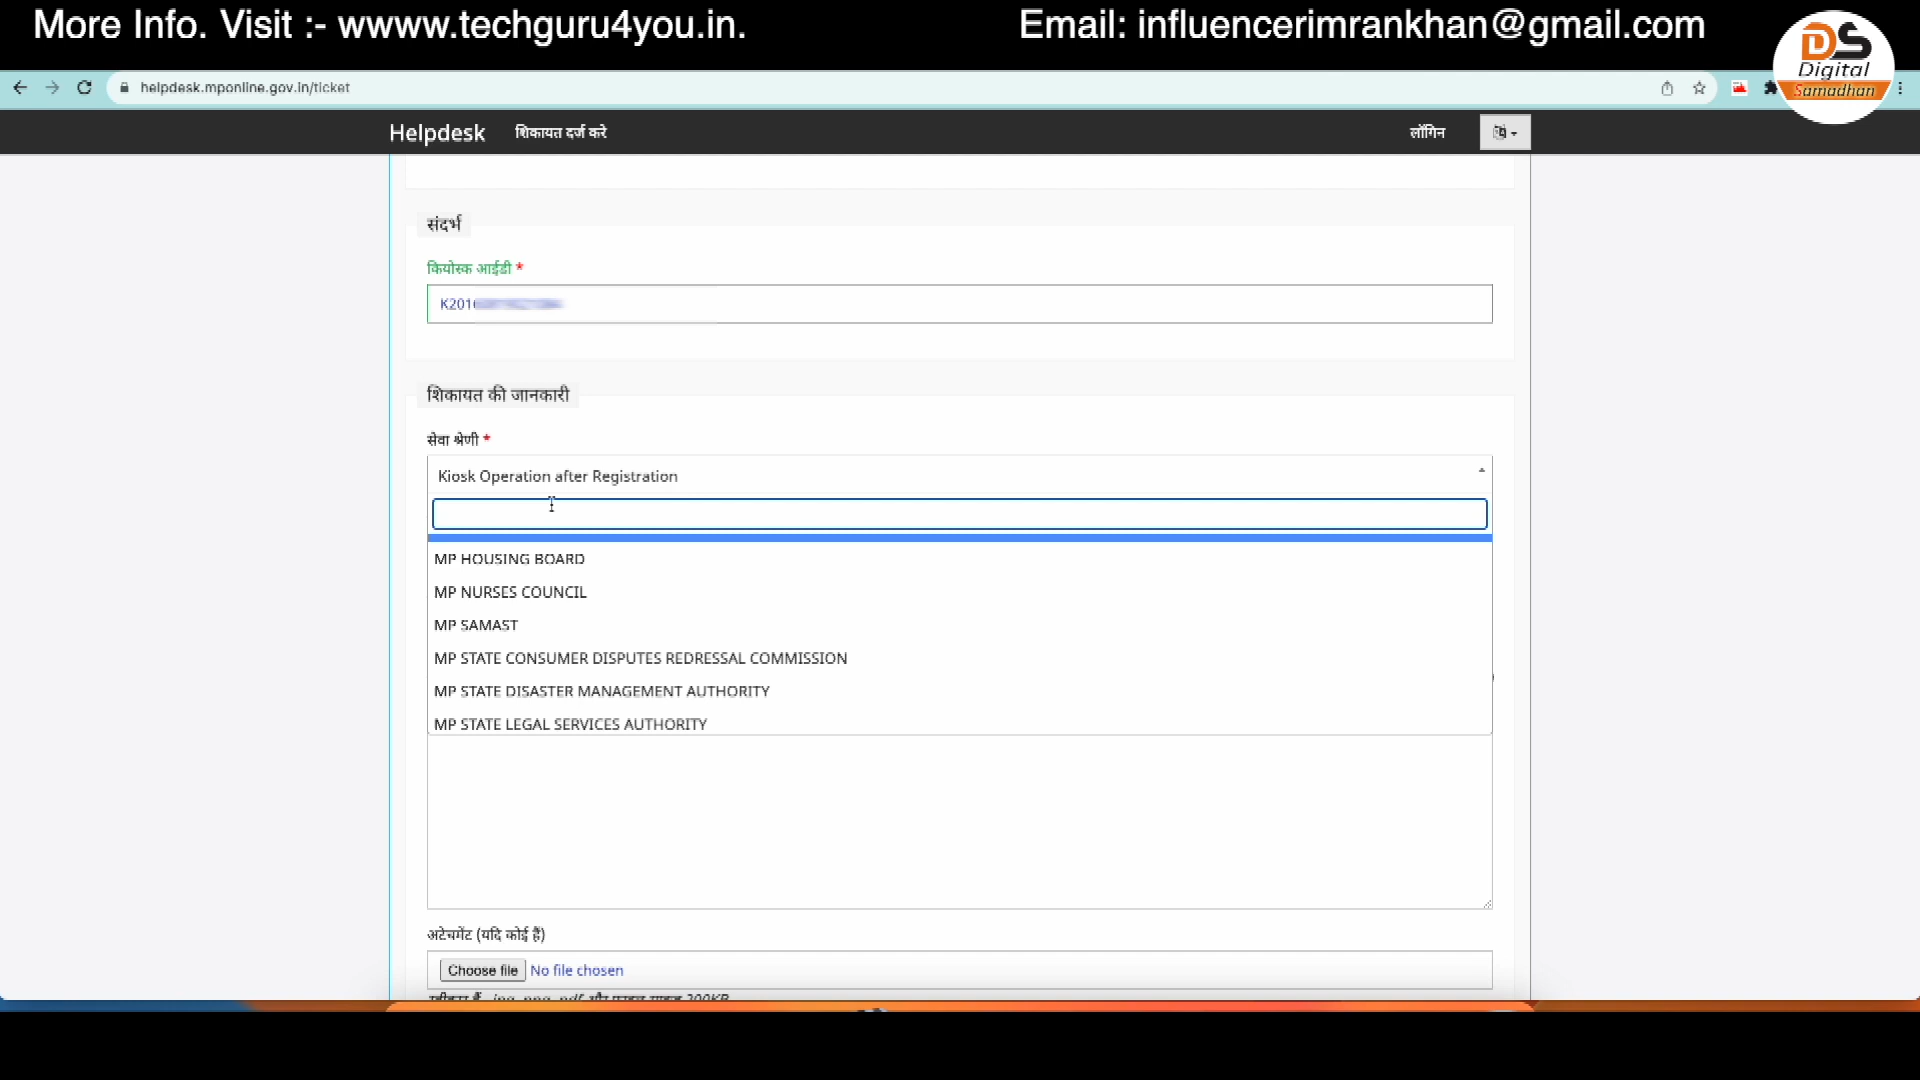 More Info. Visit :- wwww.techguru4you.in.
Email: influencerimrankhan@gmail.com
DS
Digital
Samadhan
helpdesk.mponline.gov.in/ticket
Helpdesk
शिकायत दर्ज करे
लॉगिन
संदर्भ
कियोस्क आईडी *
K201
शिकायत की जानकारी
सेवा श्रेणी *
Kiosk Operation after Registration
MP HOUSING BOARD
MP NURSES COUNCIL
MP SAMAST
MP STATE CONSUMER DISPUTES REDRESSAL COMMISSION
MP STATE DISASTER MANAGEMENT AUTHORITY
MP STATE LEGAL SERVICES AUTHORITY
अटेचमेंट (यदि कोई हैं)
Choose file No file chosen